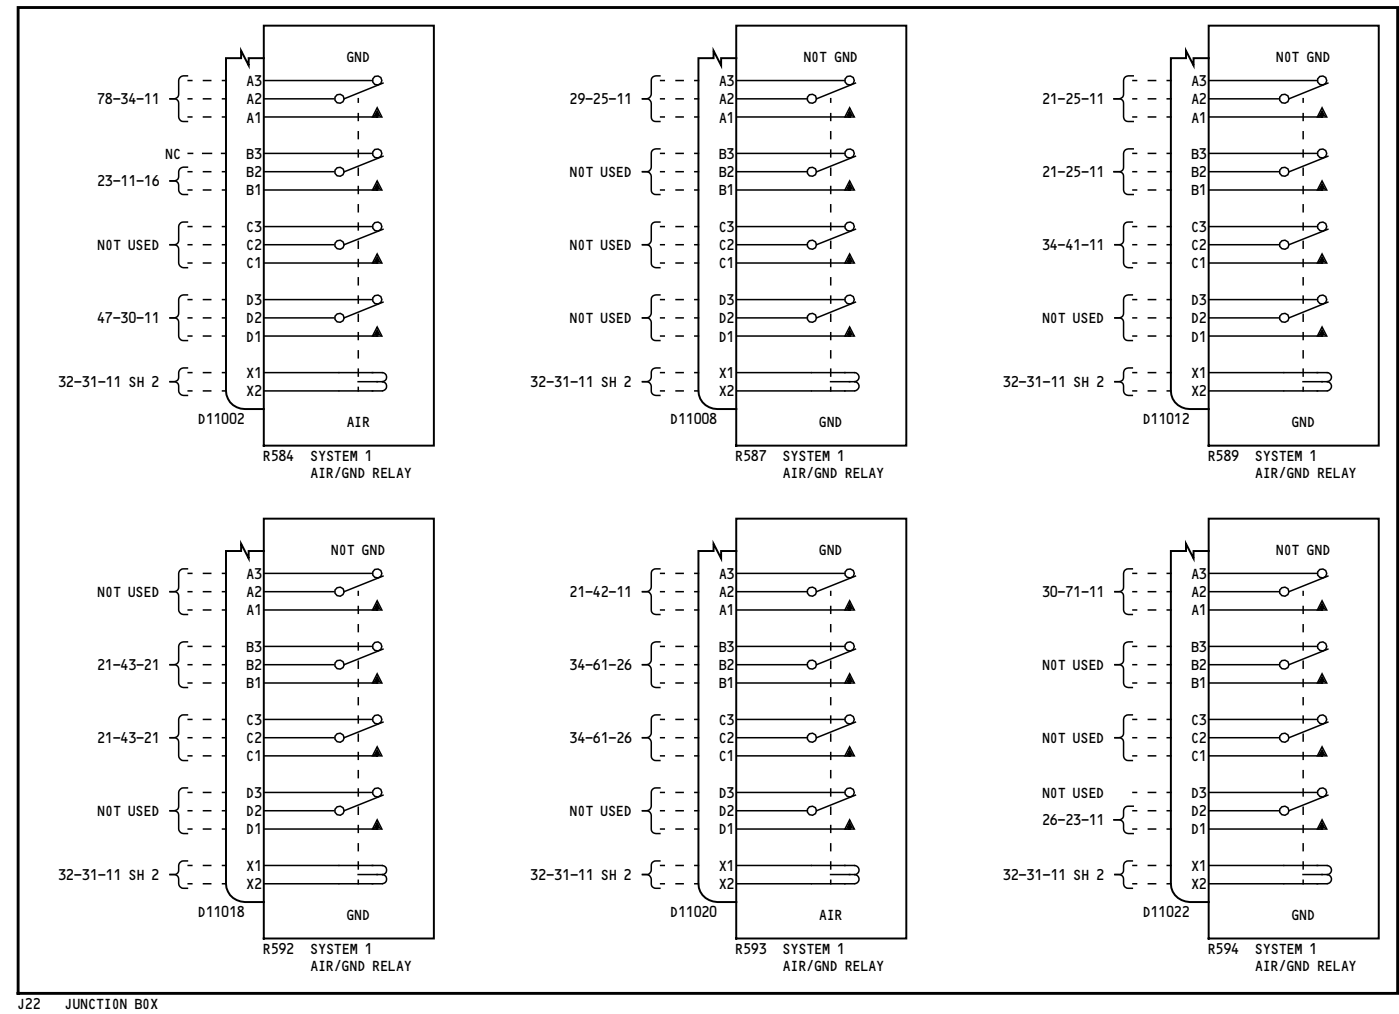 GND
A3
78-34-11
A2
A1
NC
B3
B2
23-11-16
B1
C3
NOT USED
C2
C1
D3
47-30-11
D2
D1
X1
32-31-11 SH 2
X2
D11002
AIR
R584 SYSTEM 1
AIR/GND RELAY
NOT GND
A3
29-25-11
A2
A1
B3
NOT USED
B2
B1
C3
NOT USED
C2
C1
D3
NOT USED
D2
D1
X1
32-31-11 SH 2
X2
D11008
GND
R587 SYSTEM 1
AIR/GND RELAY
NOT GND
A3
21-25-11
A2
A1
B3
21-25-11
B2
B1
C3
34-41-11
C2
C1
D3
NOT USED
D2
D1
X1
32-31-11 SH 2
X2
D11012
GND
R589 SYSTEM 1
AIR/GND RELAY
NOT GND
A3
NOT USED
A2
A1
B3
21-43-21
B2
B1
C3
21-43-21
C2
C1
D3
NOT USED
D2
D1
X1
32-31-11 SH 2
X2
D11018
GND
R592 SYSTEM 1
AIR/GND RELAY
GND
A3
21-42-11
A2
A1
B3
34-61-26
B2
B1
C3
34-61-26
C2
C1
D3
NOT USED
D2
D1
X1
32-31-11 SH 2
X2
D11020
AIR
R593 SYSTEM 1
AIR/GND RELAY
NOT GND
A3
30-71-11
A2
A1
B3
NOT USED
B2
B1
C3
NOT USED
C2
C1
NOT USED
D3
D2
26-23-11
D1
X1
32-31-11 SH 2
X2
D11022
GND
R594 SYSTEM 1
AIR/GND RELAY
J22 JUNCTION BOX